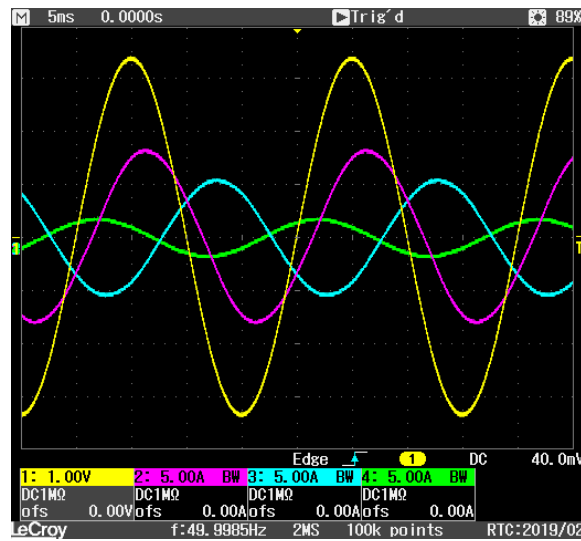 M 5ms 0.0000s Trig´d 89%
1 T
Edge 1 DC 40.0m
1: 1.00V 2: 5.00A BW 3: 5.00A BW 4: 5.00A BW
DC1MΩ DC1MΩ DC1MΩ DC1MΩ
ofs 0.00V ofs 0.00A ofs 0.00A ofs 0.00A
LeCroy f:49.9985Hz 2MS 100k points RTC:2019/02